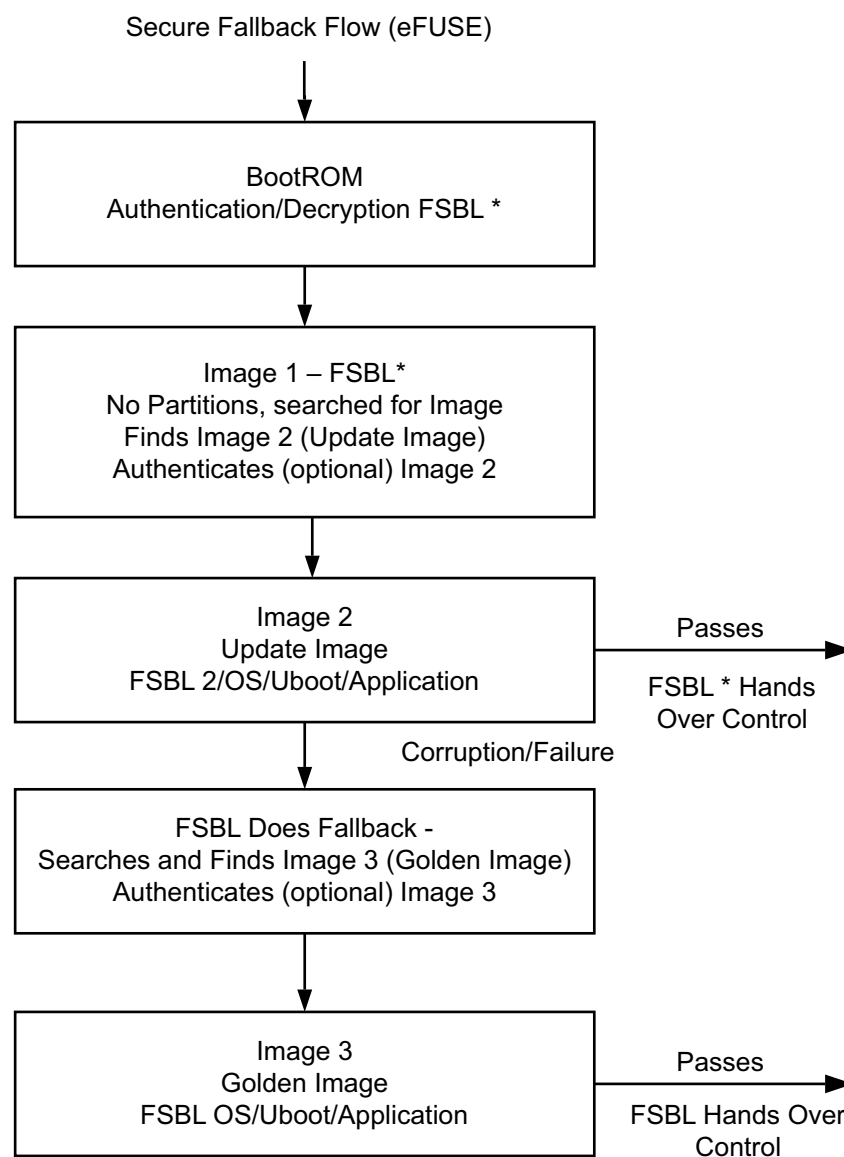 Secure Fallback Flow (eFUSE)
BootROM
Authentication/Decryption FSBL *
Image 1 – FSBL*
No Partitions, searched for Image
Finds Image 2 (Update Image)
Authenticates (optional) Image 2
Image 2
Update Image
FSBL 2/OS/Uboot/Application
Passes
FSBL * Hands
Over Control
Corruption/Failure
FSBL Does Fallback -
Searches and Finds Image 3 (Golden Image)
Authenticates (optional) Image 3
Image 3
Golden Image
FSBL OS/Uboot/Application
Passes
FSBL Hands Over
Control